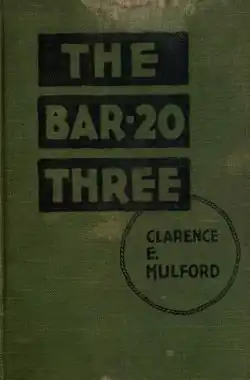 THE
BAR-20
THREE
CLARENCE
E.
MULFORD